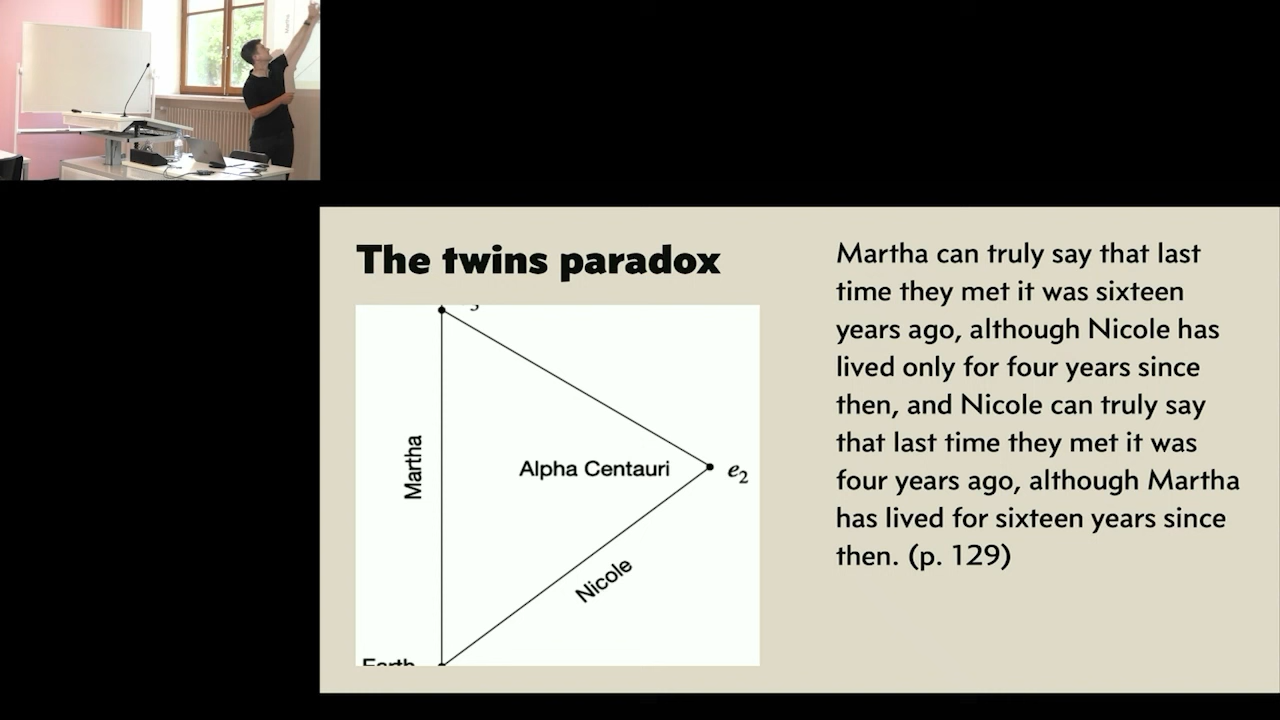 Martha
The twins paradox
Martha
Alpha Centauri
e2
Nicole
Earth
Martha can truly say that last
time they met it was sixteen
years ago, although Nicole has
lived only for four years since
then, and Nicole can truly say
that last time they met it was
four years ago, although Martha
has lived for sixteen years since
then. (p. 129)